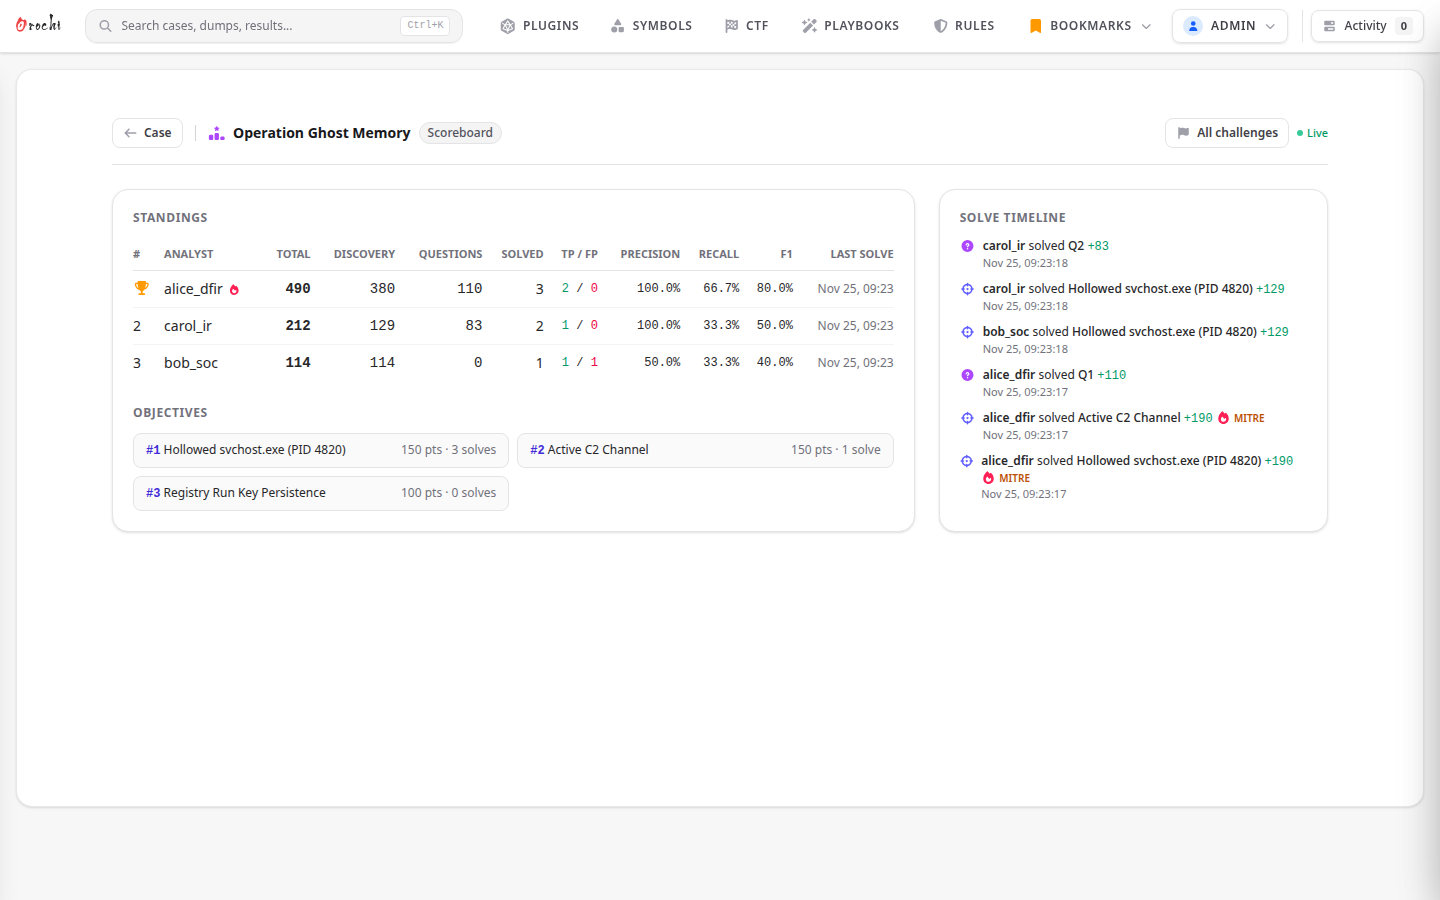 Orochi
Search cases, dumps, results... Ctrl+K
PLUGINS SYMBOLS CTF PLAYBOOKS RULES BOOKMARKS ADMIN Activity 0
Case Operation Ghost Memory Scoreboard All challenges Live
STANDINGS
# ANALYST TOTAL DISCOVERY QUESTIONS SOLVED TP / FP PRECISION RECALL F1 LAST SOLVE
alice_dfir 490 380 110 3 2 / 0 100.0% 66.7% 80.0% Nov 25, 09:23
2 carol_ir 212 129 83 2 1 / 0 100.0% 33.3% 50.0% Nov 25, 09:23
3 bob_soc 114 114 0 1 1 / 1 50.0% 33.3% 40.0% Nov 25, 09:23
OBJECTIVES
#1 Hollowed svchost.exe (PID 4820) 150 pts · 3 solves
#2 Active C2 Channel 150 pts · 1 solve
#3 Registry Run Key Persistence 100 pts · 0 solves
SOLVE TIMELINE
carol_ir solved Q2 +83
Nov 25, 09:23:18
carol_ir solved Hollowed svchost.exe (PID 4820) +129
Nov 25, 09:23:18
bob_soc solved Hollowed svchost.exe (PID 4820) +129
Nov 25, 09:23:18
alice_dfir solved Q1 +110
Nov 25, 09:23:17
alice_dfir solved Active C2 Channel +190 MITRE
Nov 25, 09:23:17
alice_dfir solved Hollowed svchost.exe (PID 4820) +190
MITRE
Nov 25, 09:23:17